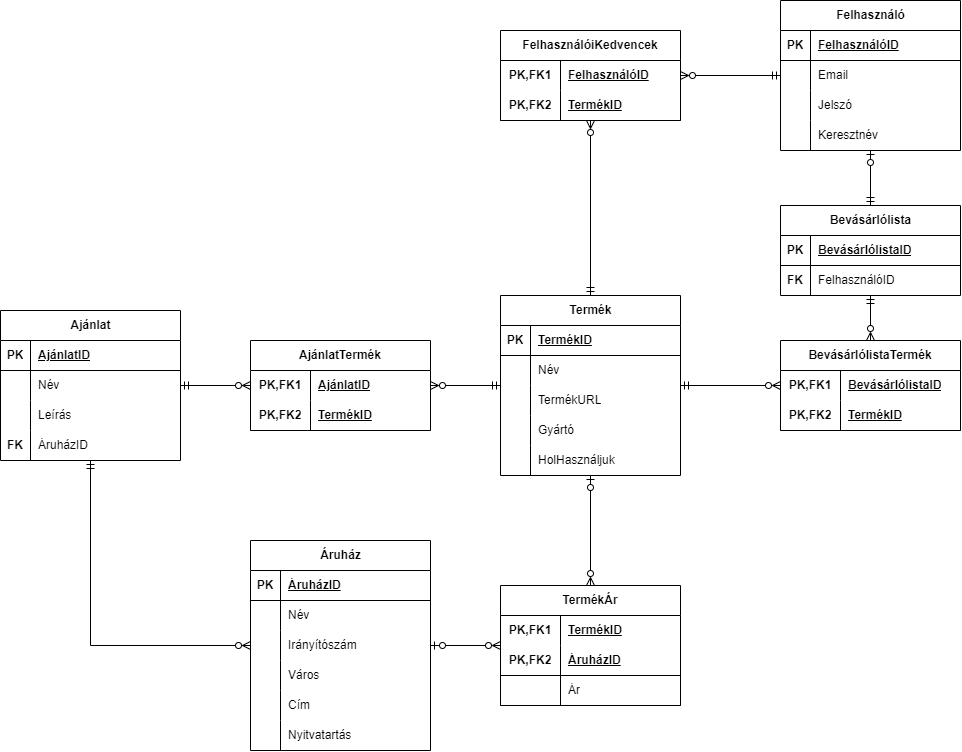 Felhasználó
PK FelhasználóID
Email
Jelszó
Keresztnév
FelhasználóiKedvencek
PK,FK1 FelhasználóID
PK,FK2 TermékID
Bevásárlólista
PK BevásárlólistaID
FK FelhasználóID
Termék
PK TermékID
Név
TermékURL
Gyártó
HolHasználjuk
Ajánlat
PK AjánlatID
Név
Leírás
FK ÁruházID
AjánlatTermék
PK,FK1 AjánlatID
PK,FK2 TermékID
BevásárlólistaTermék
PK,FK1 BevásárlólistaID
PK,FK2 TermékID
Áruház
PK ÁruházID
Név
Irányítószám
Város
Cím
Nyitvatartás
TermékÁr
PK,FK1 TermékID
PK,FK2 ÁruházID
Ár